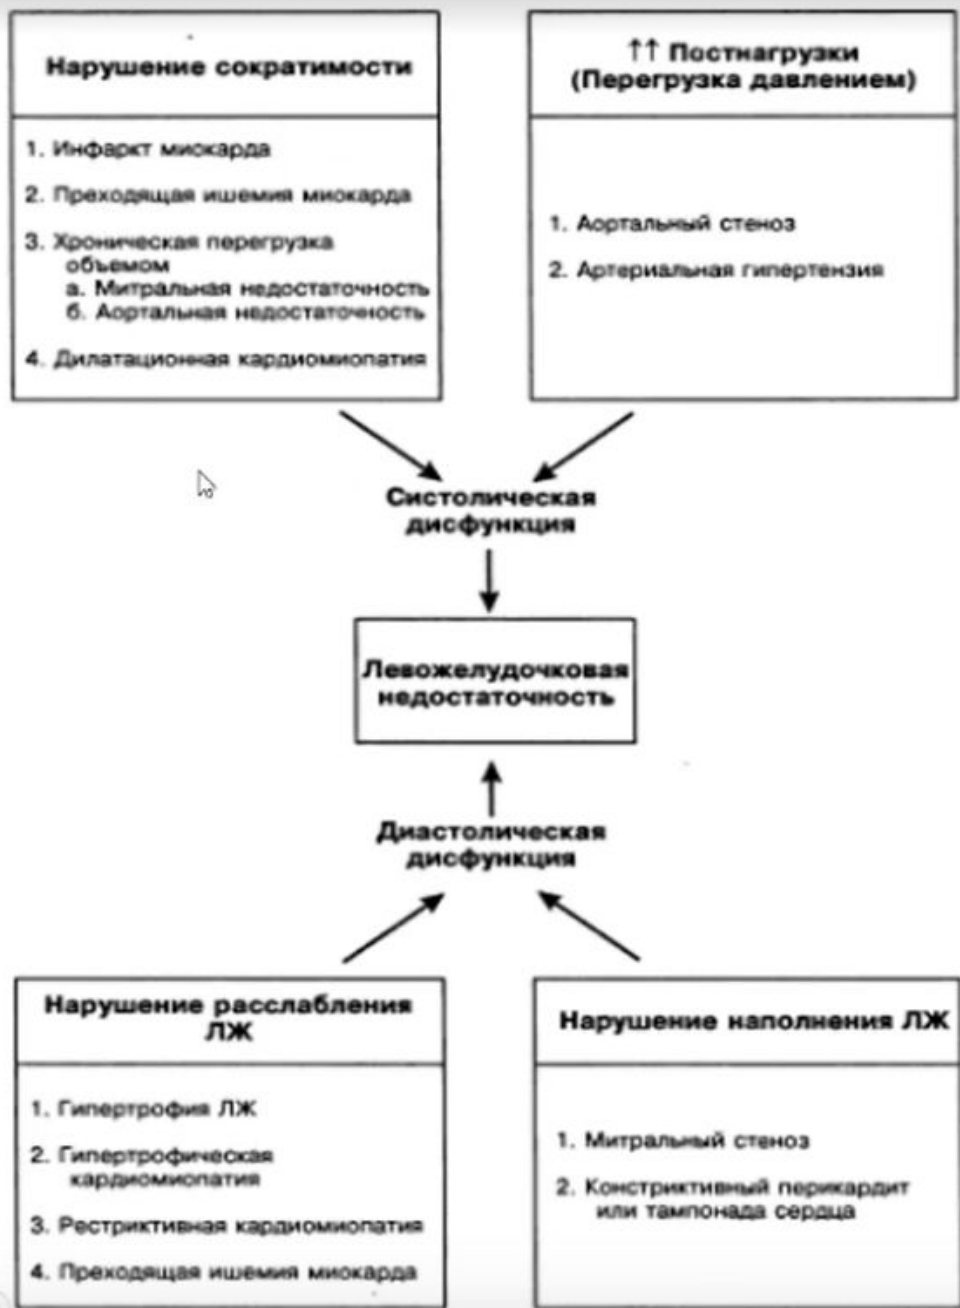 Нарушение сократимости
1. Инфаркт миокарда
2. Преходящая ишемия миокарда
3. Хроническая перегрузка
объемом
а. Митральная недостаточность
б. Аортальная недостаточность
4. Дилатационная кардиомиопатия
↑↑ Постнагрузки
(Перегрузка давлением)
1. Аортальный стеноз
2. Артериальная гипертензия
Систолическая
дисфункция
Левожелудочковая
недостаточность
Диастолическая
дисфункция
Нарушение расслабления
ЛЖ
1. Гипертрофия ЛЖ
2. Гипертрофическая
кардиомиопатия
3. Рестриктивная кардиомиопатия
4. Преходящая ишемия миокарда
Нарушение наполнения ЛЖ
1. Митральный стеноз
2. Констриктивный перикардит
или тампонада сердца